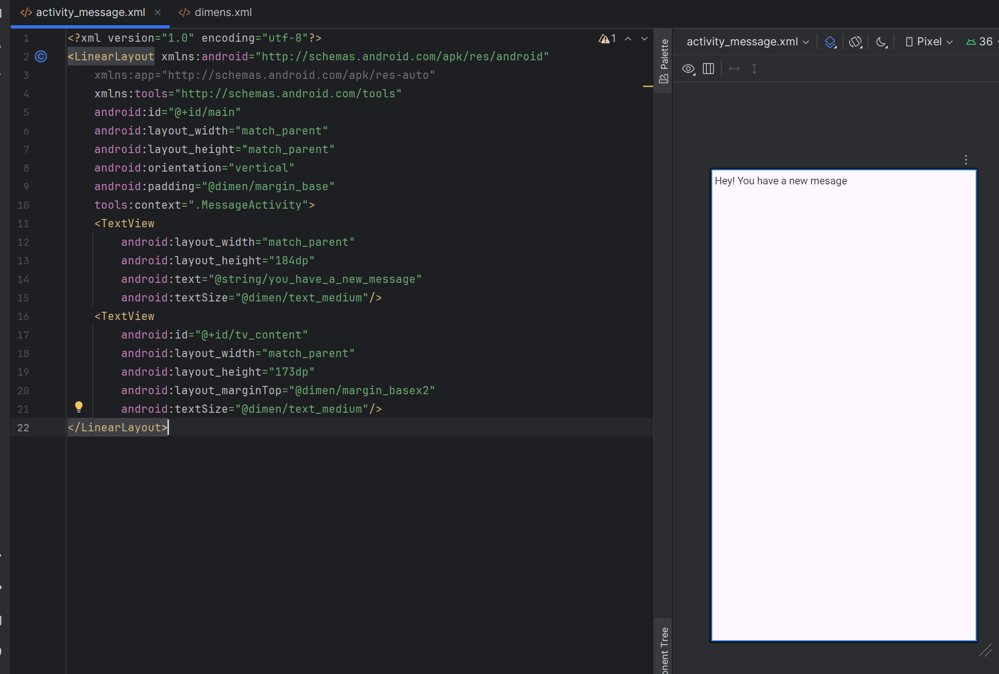 activity_message.xml
dimens.xml
1 <?xml version="1.0" encoding="utf-8"?>
2 <LinearLayout xmlns:android="http://schemas.android.com/apk/res/android"
3 xmlns:app="http://schemas.android.com/apk/res-auto"
4 xmlns:tools="http://schemas.android.com/tools"
5 android:id="@+id/main"
6 android:layout_width="match_parent"
7 android:layout_height="match_parent"
8 android:orientation="vertical"
9 android:padding="@dimen/margin_base"
10 tools:context=".MessageActivity">
11 <TextView
12 android:layout_width="match_parent"
13 android:layout_height="184dp"
14 android:text="@string/you_have_a_new_message"
15 android:textSize="@dimen/text_medium"/>
16 <TextView
17 android:id="@+id/tv_content"
18 android:layout_width="match_parent"
19 android:layout_height="173dp"
20 android:layout_marginTop="@dimen/margin_basex2"
21 android:textSize="@dimen/text_medium"/>
22 </LinearLayout>
1
Palette
activity_message.xml
Pixel
36
Hey! You have a new mesage
onent Tree